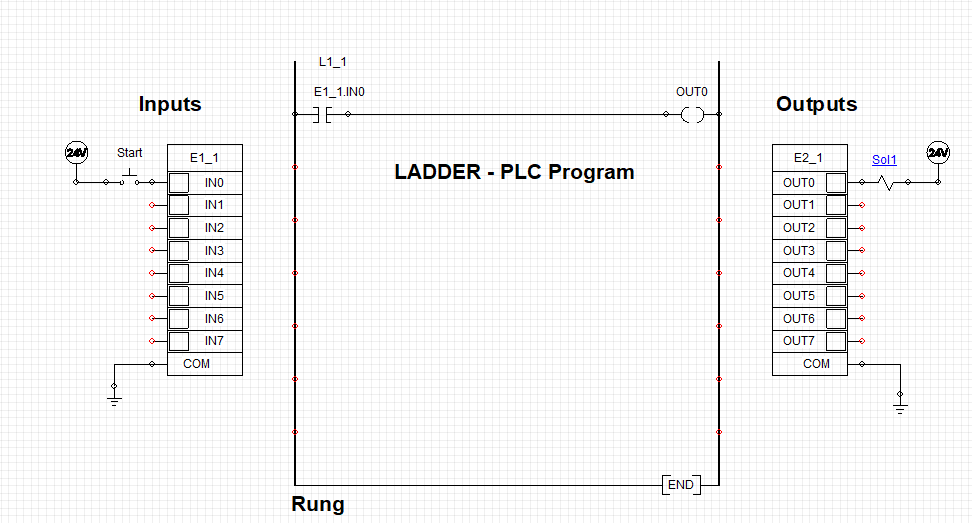 L1_1
E1_1.IN0
OUT0
Inputs
Outputs
24V
Start
E1_1
IN0
IN1
IN2
IN3
IN4
IN5
IN6
IN7
COM
LADDER - PLC Program
E2_1
Sol1
24V
OUT0
OUT1
OUT2
OUT3
OUT4
OUT5
OUT6
OUT7
COM
END
Rung